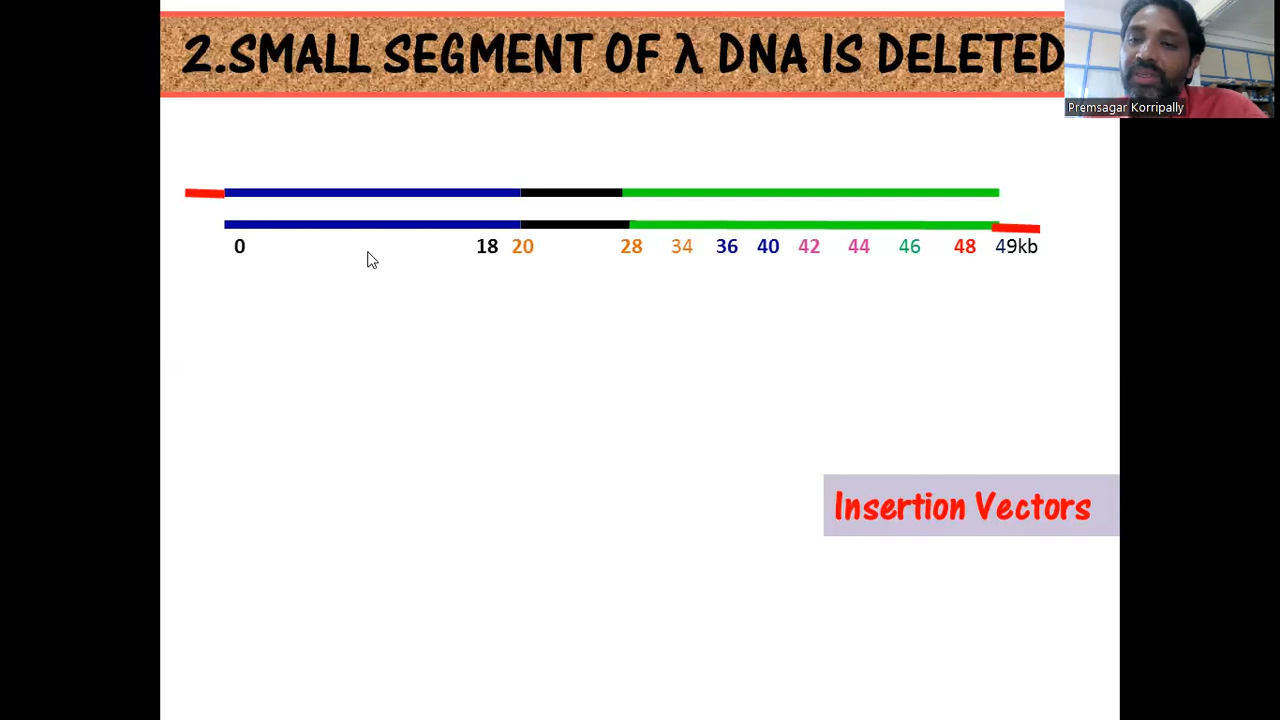 2.SMALL SEGMENT OF λ DNA IS DELETED
Premsagar Korripally
0 18 20 28 34 36 40 42 44 46 48 49kb
Insertion Vectors